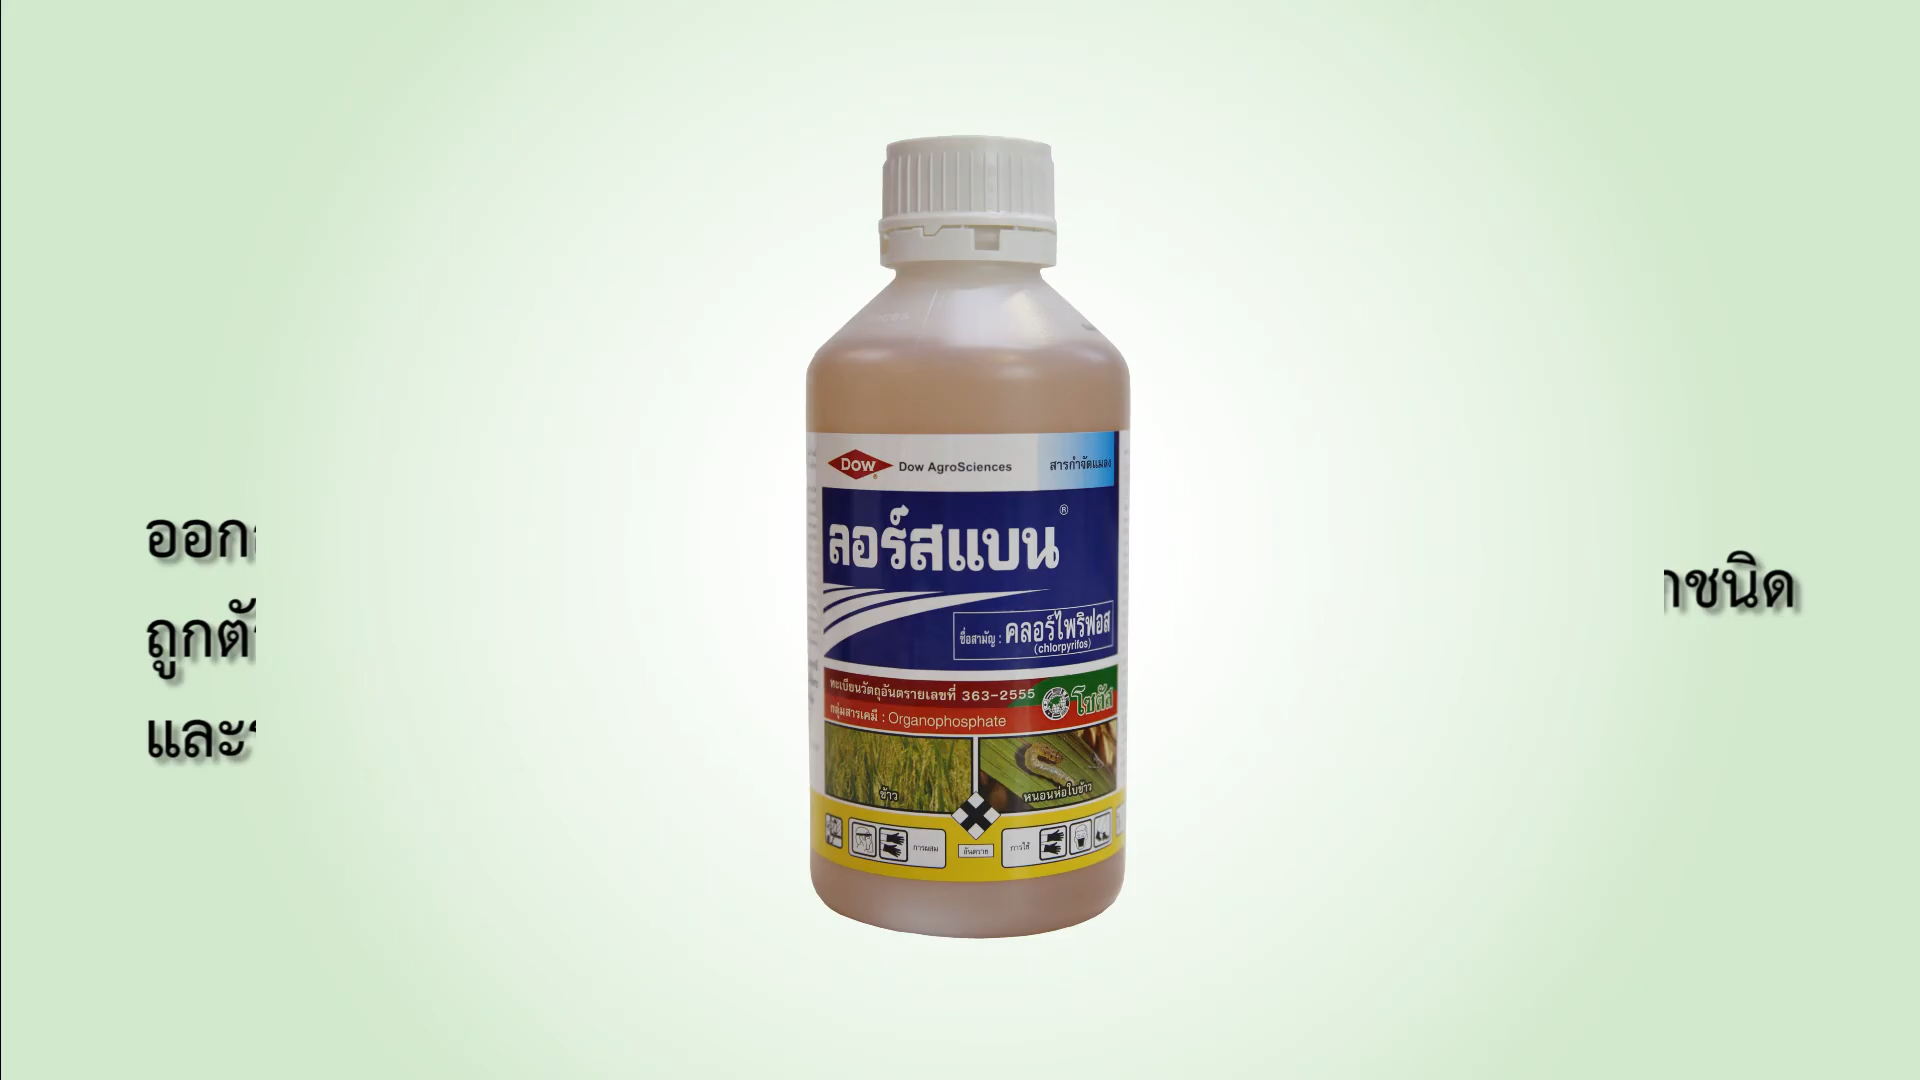 DOW
Dow AgroSciences
สารกำจัดแมลง
ลอร์สแบน®
ชื่อสามัญ : คลอร์ไพริฟอส
(chlorpyrifos)
ทะเบียนวัตถุอันตรายเลขที่ 363-2555
กลุ่มสารเคมี : Organophosphate
โซตัส
ข้าว
หนอนห่อใบข้าว
การผสม
อันตราย
การใช้
ออก
ชนิด
ถูก
และ